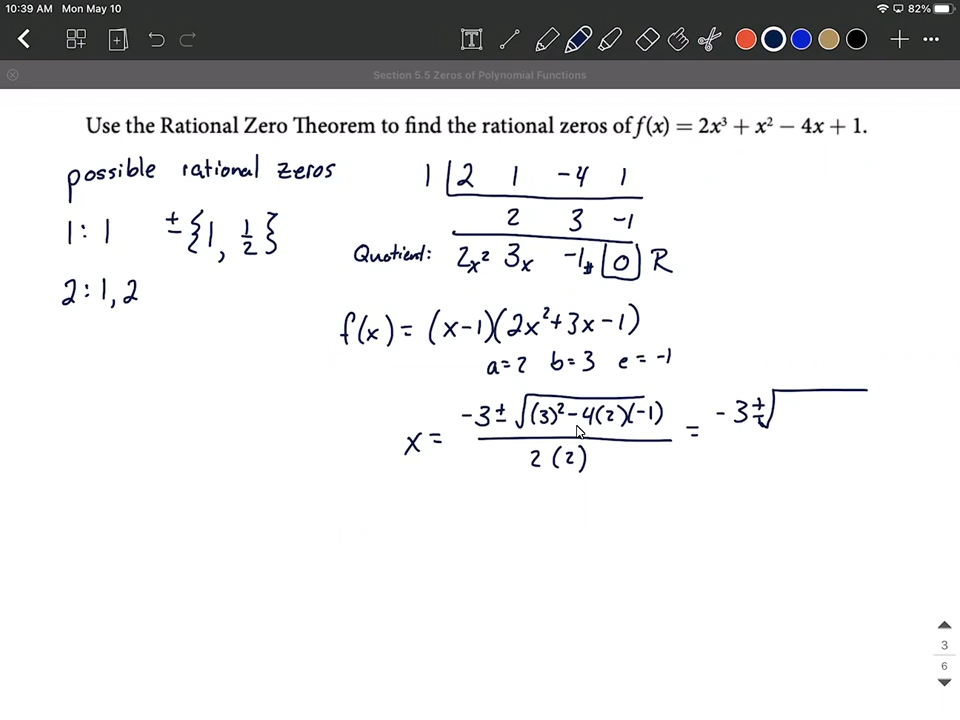 10:39 AM Mon May 10
82%
Section 5.5 Zeros of Polynomial Functions
Use the Rational Zero Theorem to find the rational zeros of f(x) = 2x³ + x² − 4x + 1.
possible rational zeros
1 : 1 ± {1, 1/2}
2 : 1, 2
1 | 2 1 -4 1
2 3 -1
Quotient: 2x² 3x -1# 0 R
f(x) = (x-1)(2x²+3x-1)
a=2 b=3 c=-1
x = (-3 ± √((3)²-4(2)(-1)) / 2(2) = -3 ± √
3
6